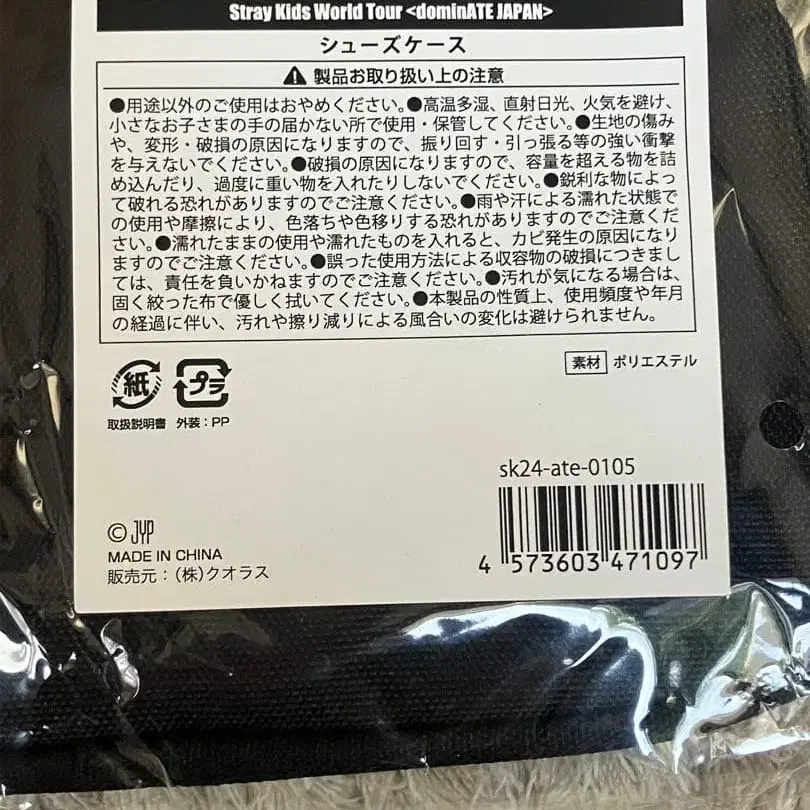 Stray Kids World Tour <dominATE JAPAN>
シューズケース
製品お取り扱い上の注意
●用途以外のご使用はおやめください。●高温多湿、直射日光、火気を避け、
小さなお子さまの手の届かない所で使用・保管してください。●生地の傷み
や、変形・破損の原因になりますので、振り回す・引っ張る等の強い衝撃
を与えないでください。●破損の原因になりますので、容量を超える物を詰
め込んだり、過度に重い物を入れたりしないでください。●鋭利な物によっ
て破れる恐れがありますのでご注意ください。●雨や汗による濡れた状態で
の使用や摩擦により、色落ちや色移りする恐れがありますのでご注意くだ
さい。●濡れたままの使用や濡れたものを入れると、カビ発生の原因になり
ますのでご注意ください。●誤った使用方法による収容物の破損につきまし
ては、責任を負いかねますのでご注意ください。●汚れが気になる場合は、
固く絞った布で優しく拭いてください。●本製品の性質上、使用頻度や年月
の経過に伴い、汚れや擦り減りによる風合いの変化は避けられません。
素材 ポリエステル
紙 プラ
取扱説明書 外装：PP
sk24-ate-0105
4 573603 471097
© JYP
MADE IN CHINA
販売元：（株）クオラス